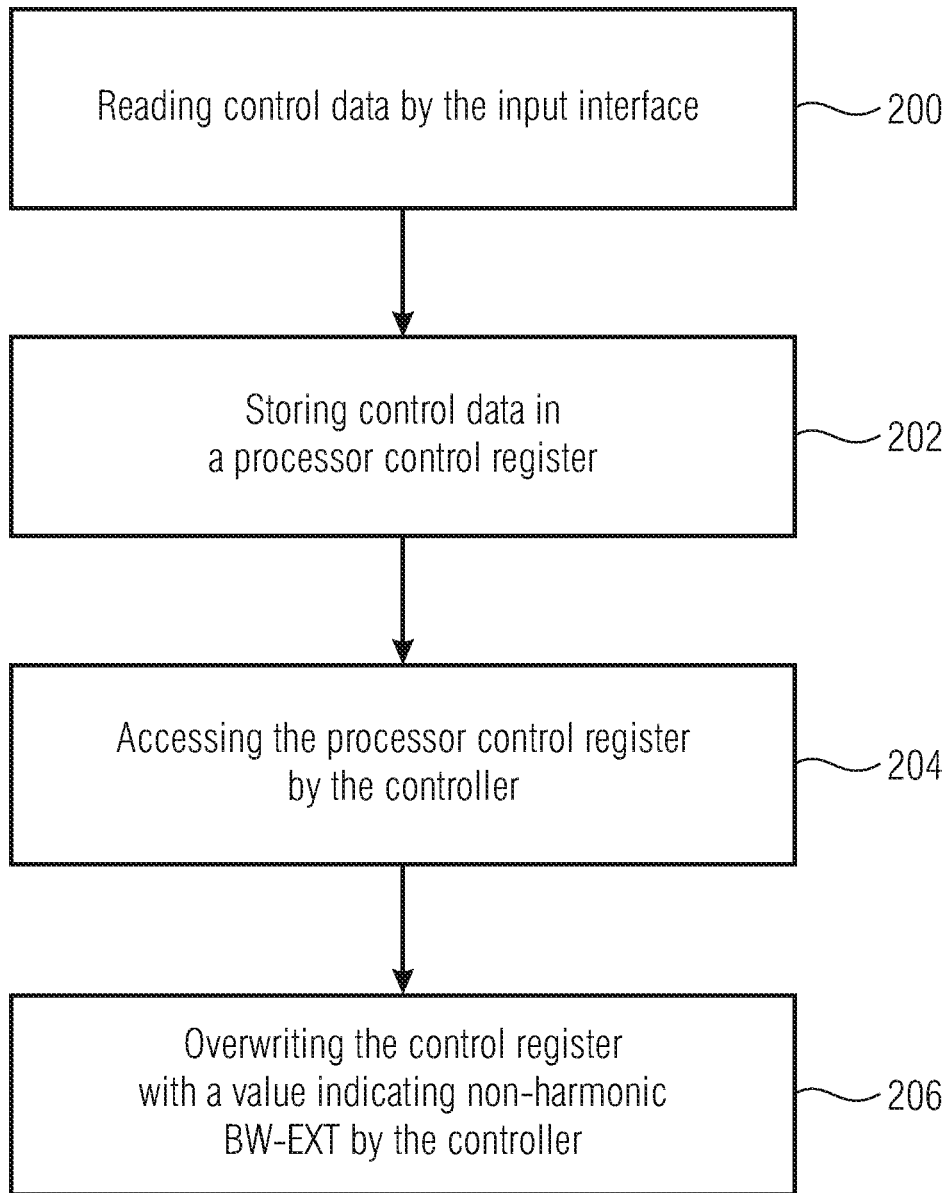 Reading control data by the input interface
200
Storing control data in
a processor control register
202
Accessing the processor control register
by the controller
204
Overwriting the control register
with a value indicating non-harmonic
BW-EXT by the controller
206